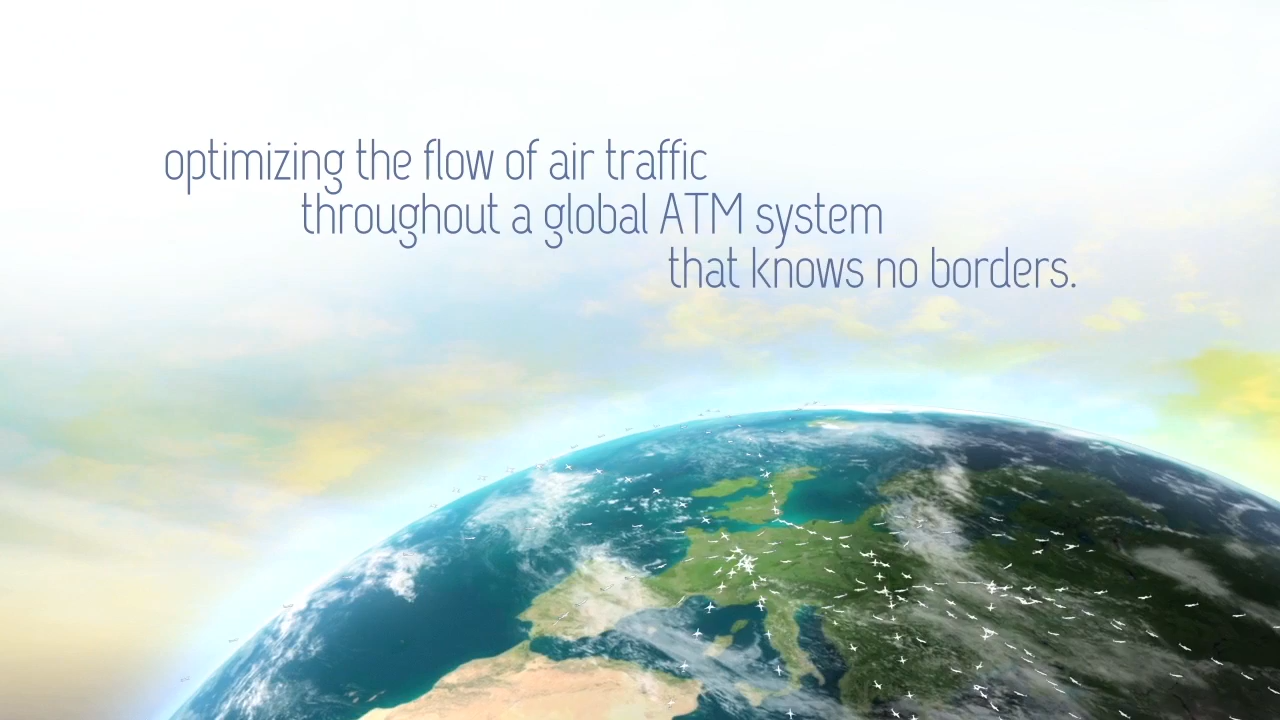 optimizing the flow of air traffic
throughout a global ATM system
that knows no borders.